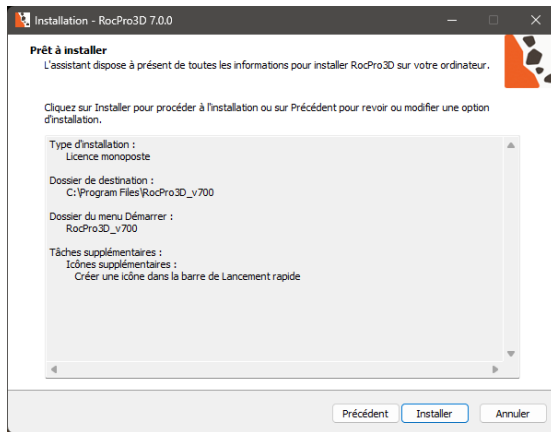 Installation - RocPro3D 7.0.0
Prêt à installer
L'assistant dispose à présent de toutes les informations pour installer RocPro3D sur votre ordinateur.
Cliquez sur Installer pour procéder à l'installation ou sur Précédent pour revoir ou modifier une option
d'installation.
Type d'installation :
Licence monoposte
Dossier de destination :
C:\Program Files\RocPro3D_v700
Dossier du menu Démarrer :
RocPro3D_v700
Tâches supplémentaires :
Icônes supplémentaires :
Créer une icône dans la barre de Lancement rapide
Précédent
Installer
Annuler